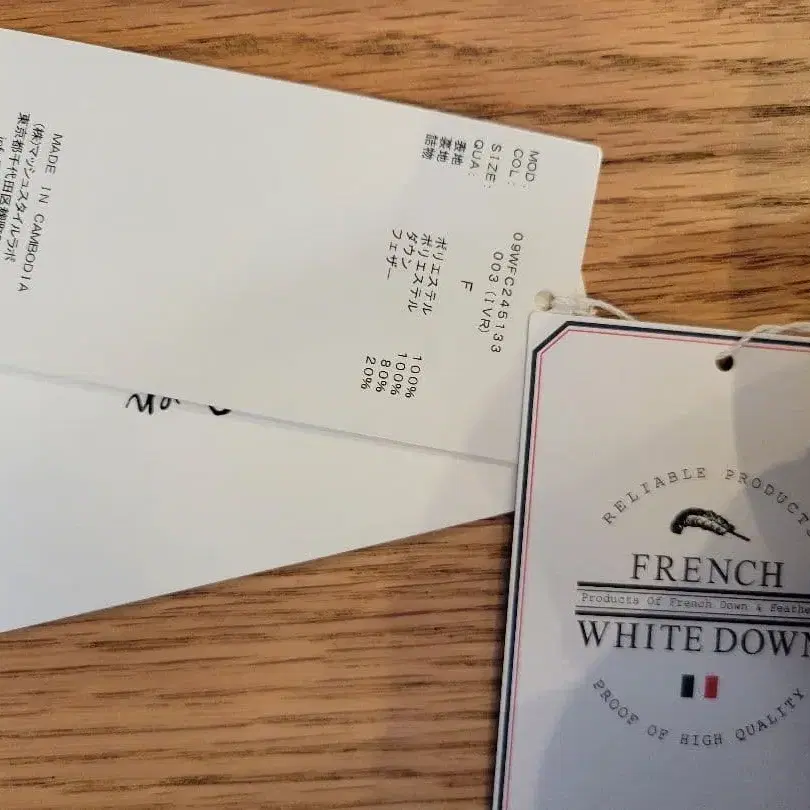 MOD: 09WFC245133
COL: 003(IVR)
SIZE: F
QUA:
表地 ポリエステル 100%
裏地 ポリエステル 100%
詰物 ダウン 80%
フェザー 20%
MADE IN CAMBODIA
(株)マッシュスタイルラボ
東京都千代田区
RELIABLE PRODUCTS
FRENCH
Products Of French Down & Feathe
WHITE DOWN
PROOF OF HIGH QUALITY